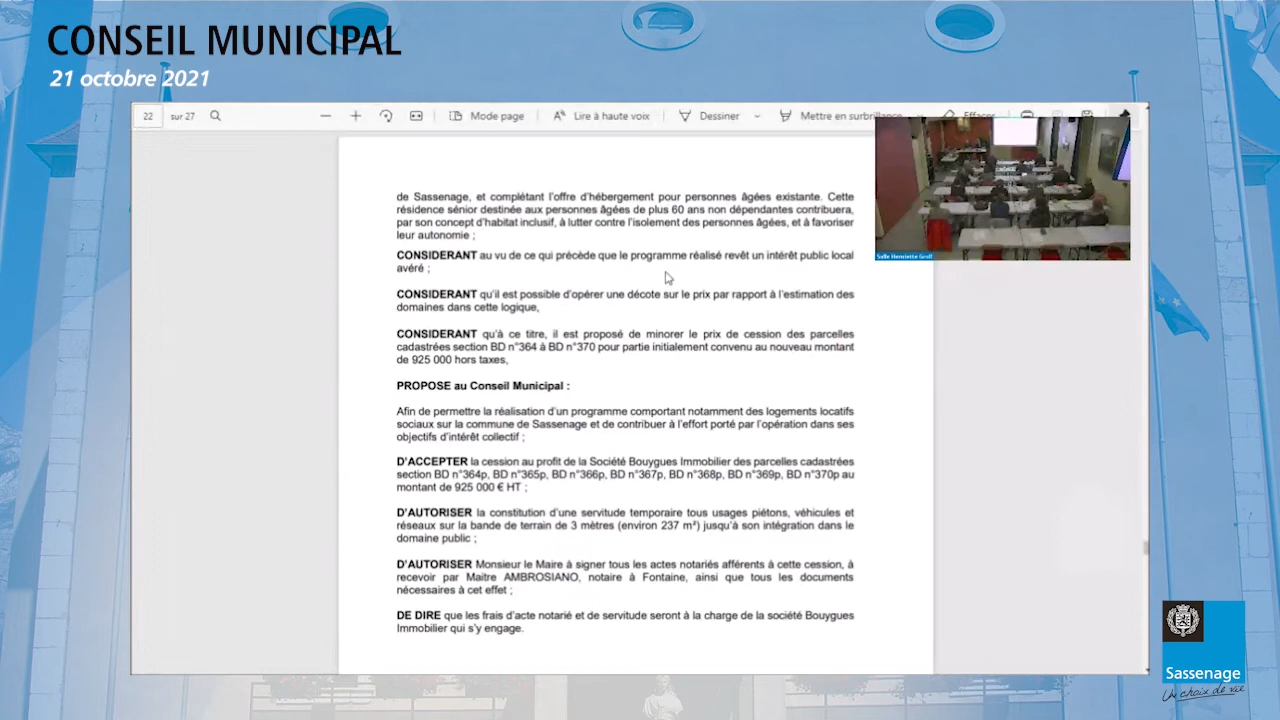 CONSEIL MUNICIPAL
21 octobre 2021
22 sur 27 Mode page Lire à haute voix Dessiner Mettre en surbrillance Effacer
de Sassenage, et complétant l'offre d'hébergement pour personnes âgées existante. Cette
résidence sénior destinée aux personnes âgées de plus 60 ans non dépendantes contribuera,
par son concept d'habitat inclusif, à lutter contre l'isolement des personnes âgées, et à favoriser
leur autonomie ;
CONSIDERANT au vu de ce qui précède que le programme réalisé revêt un intérêt public local
avéré ;
CONSIDERANT qu'il est possible d'opérer une décote sur le prix par rapport à l'estimation des
domaines dans cette logique,
CONSIDERANT qu'à ce titre, il est proposé de minorer le prix de cession des parcelles
cadastrées section BD n°364 à BD n°370 pour partie initialement convenu au nouveau montant
de 925 000 hors taxes,
PROPOSE au Conseil Municipal :
Afin de permettre la réalisation d'un programme comportant notamment des logements locatifs
sociaux sur la commune de Sassenage et de contribuer à l'effort porté par l'opération dans ses
objectifs d'intérêt collectif ;
D'ACCEPTER la cession au profit de la Société Bouygues Immobilier des parcelles cadastrées
section BD n°364p, BD n°365p, BD n°366p, BD n°367p, BD n°368p, BD n°369p, BD n°370p au
montant de 925 000 € HT ;
D'AUTORISER la constitution d'une servitude temporaire tous usages piétons, véhicules et
réseaux sur la bande de terrain de 3 mètres (environ 237 m²) jusqu'à son intégration dans le
domaine public ;
D'AUTORISER Monsieur le Maire à signer tous les actes notariés afférents à cette cession, à
recevoir par Maitre AMBROSIANO, notaire à Fontaine, ainsi que tous les documents
nécessaires à cet effet ;
DE DIRE que les frais d'acte notarié et de servitude seront à la charge de la société Bouygues
Immobilier qui s'y engage.
Salle Henriette Groll
Sassenage
Un choix de vie